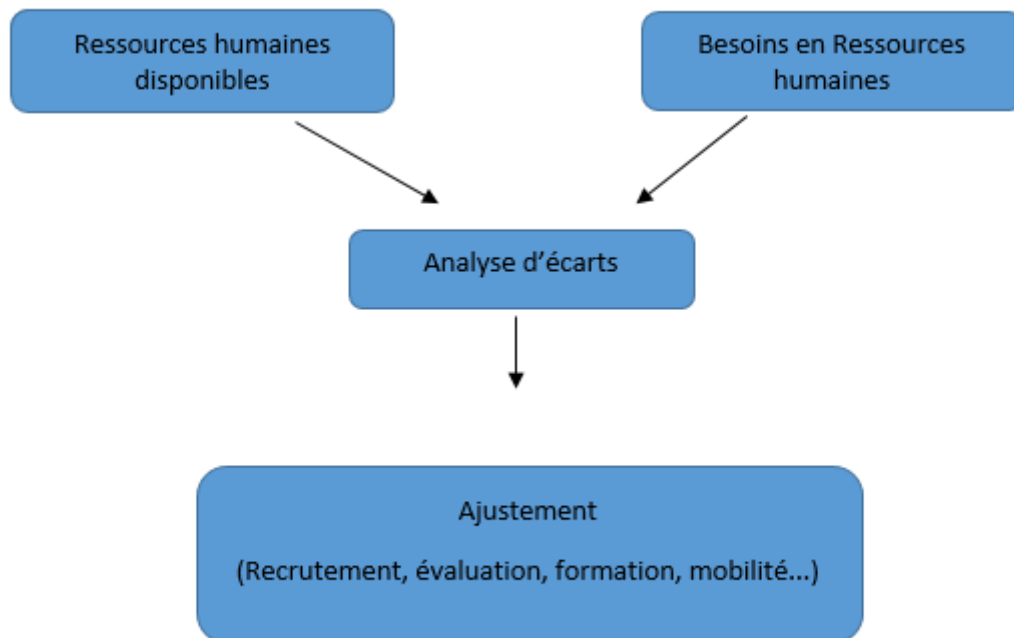 Ressources humaines
disponibles
Besoins en Ressources
humaines
Analyse d’écarts
Ajustement
(Recrutement, évaluation, formation, mobilité...)